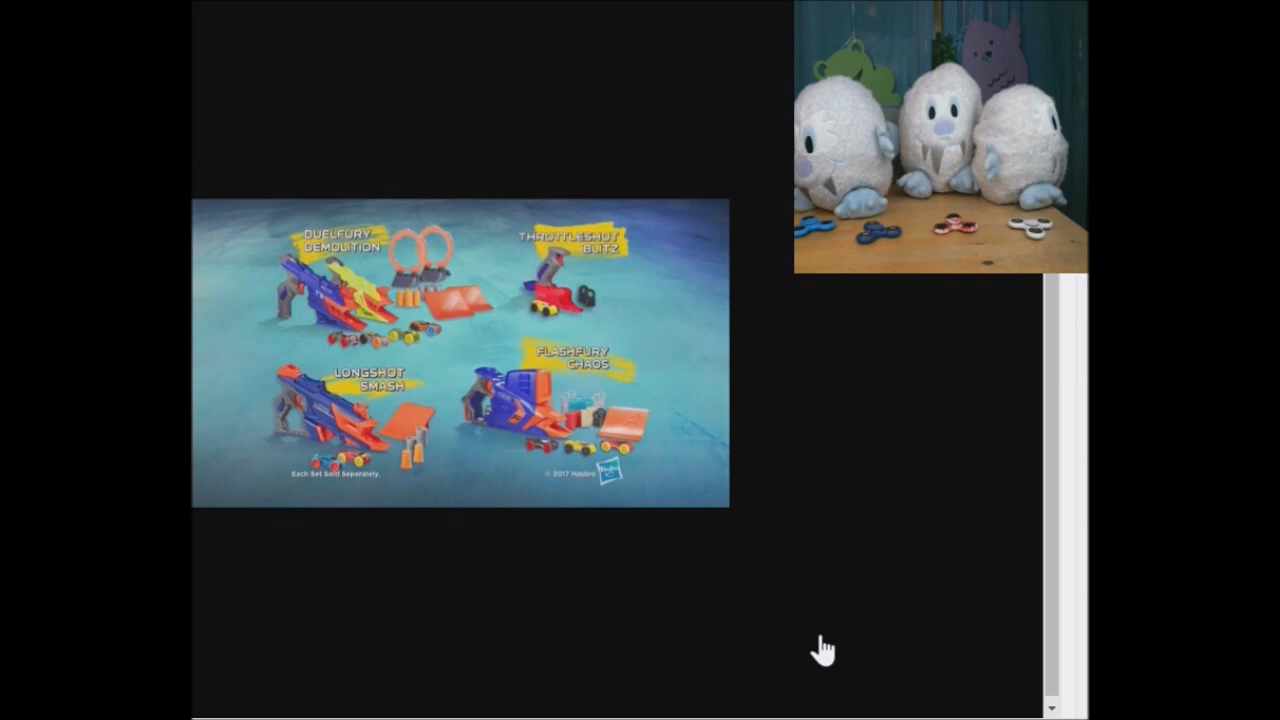 DUELFURY
DEMOLITION
THROTTLESHOT
BLITZ
LONGSHOT
SMASH
FLASHFURY
CHAOS
Each Set Sold Separately.
© 2017 Hasbro
Hasbro